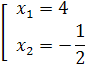 x₁ = 4
x₂ = −1/2